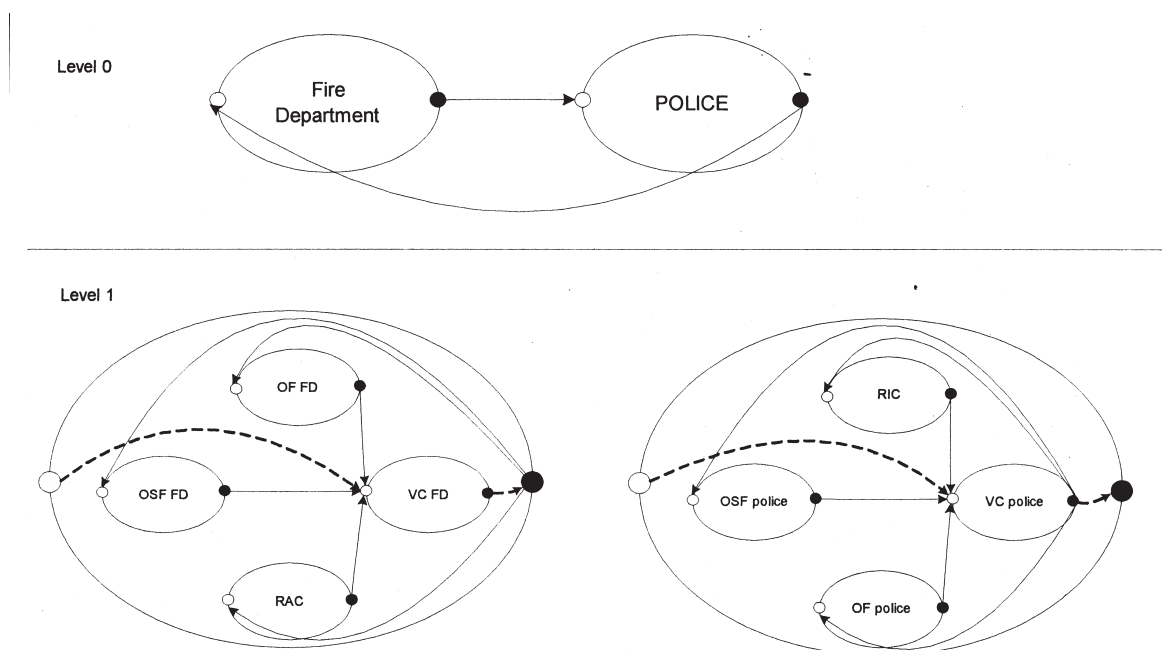 Level 0
Fire
Department
POLICE
Level 1
OF FD
RIC
OSF FD
VC FD
OSF police
VC police
RAC
OF police